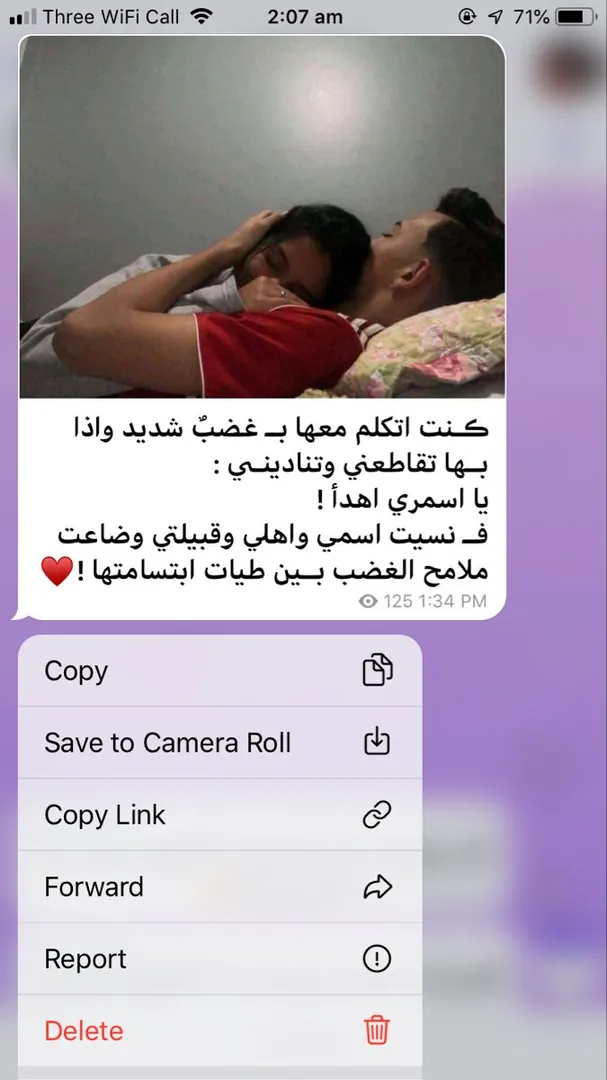 Three WiFi Call 2:07 am 71%
كـنت اتكلم معها بـ غضبٌ شديد واذا
بـها تقاطعني وتناديني :
يا اسمري اهدأ !
فـ نسيت اسمي واهلي وقبيلتي وضاعت
ملامح الغضب بـين طيات ابتسامتها !❤️
125 1:34 PM
Copy
Save to Camera Roll
Copy Link
Forward
Report
Delete